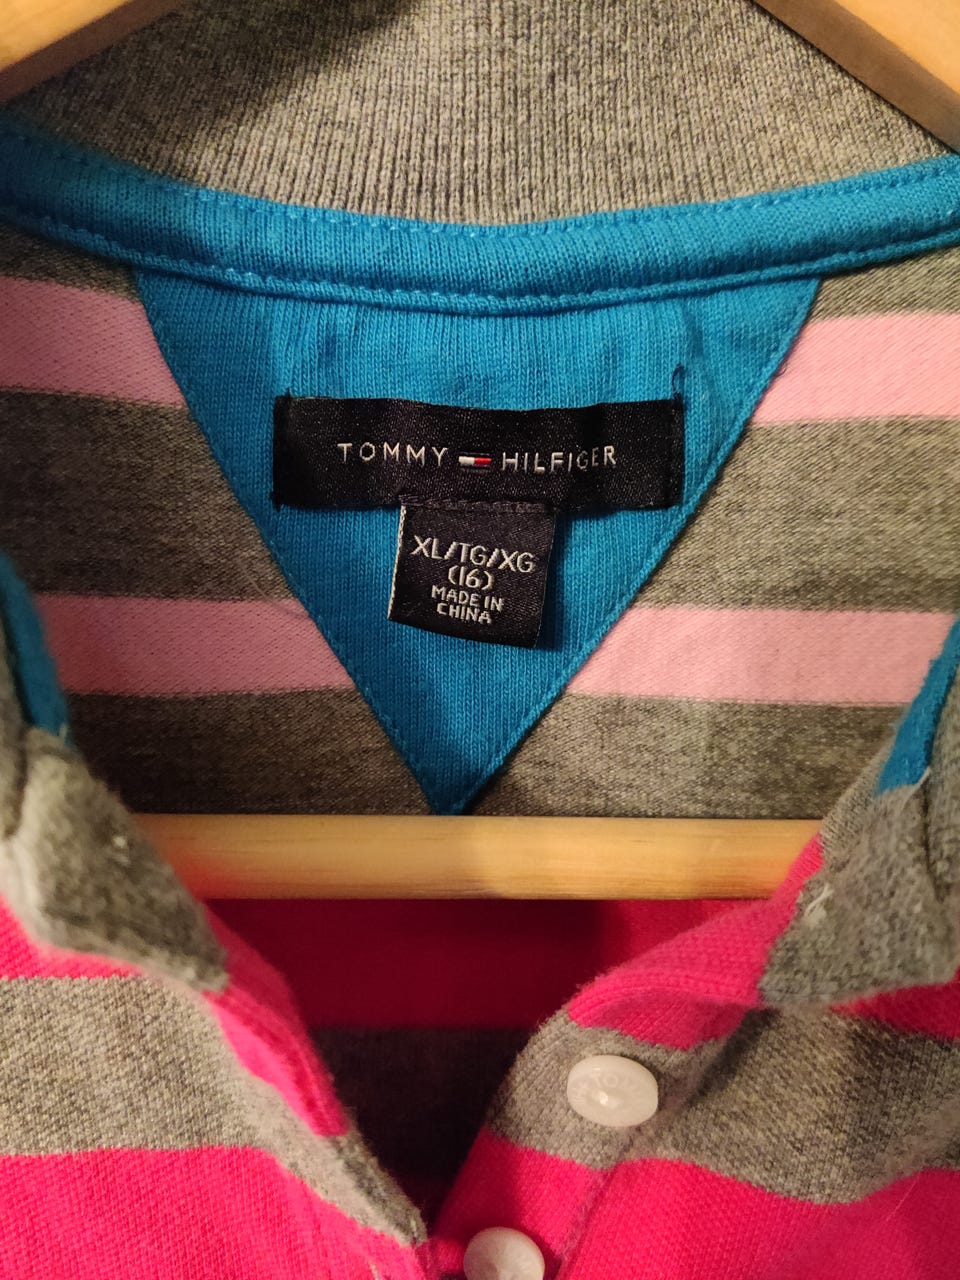 TOMMY HILFIGER
XL/TG/XG
(16)
MADE IN
CHINA